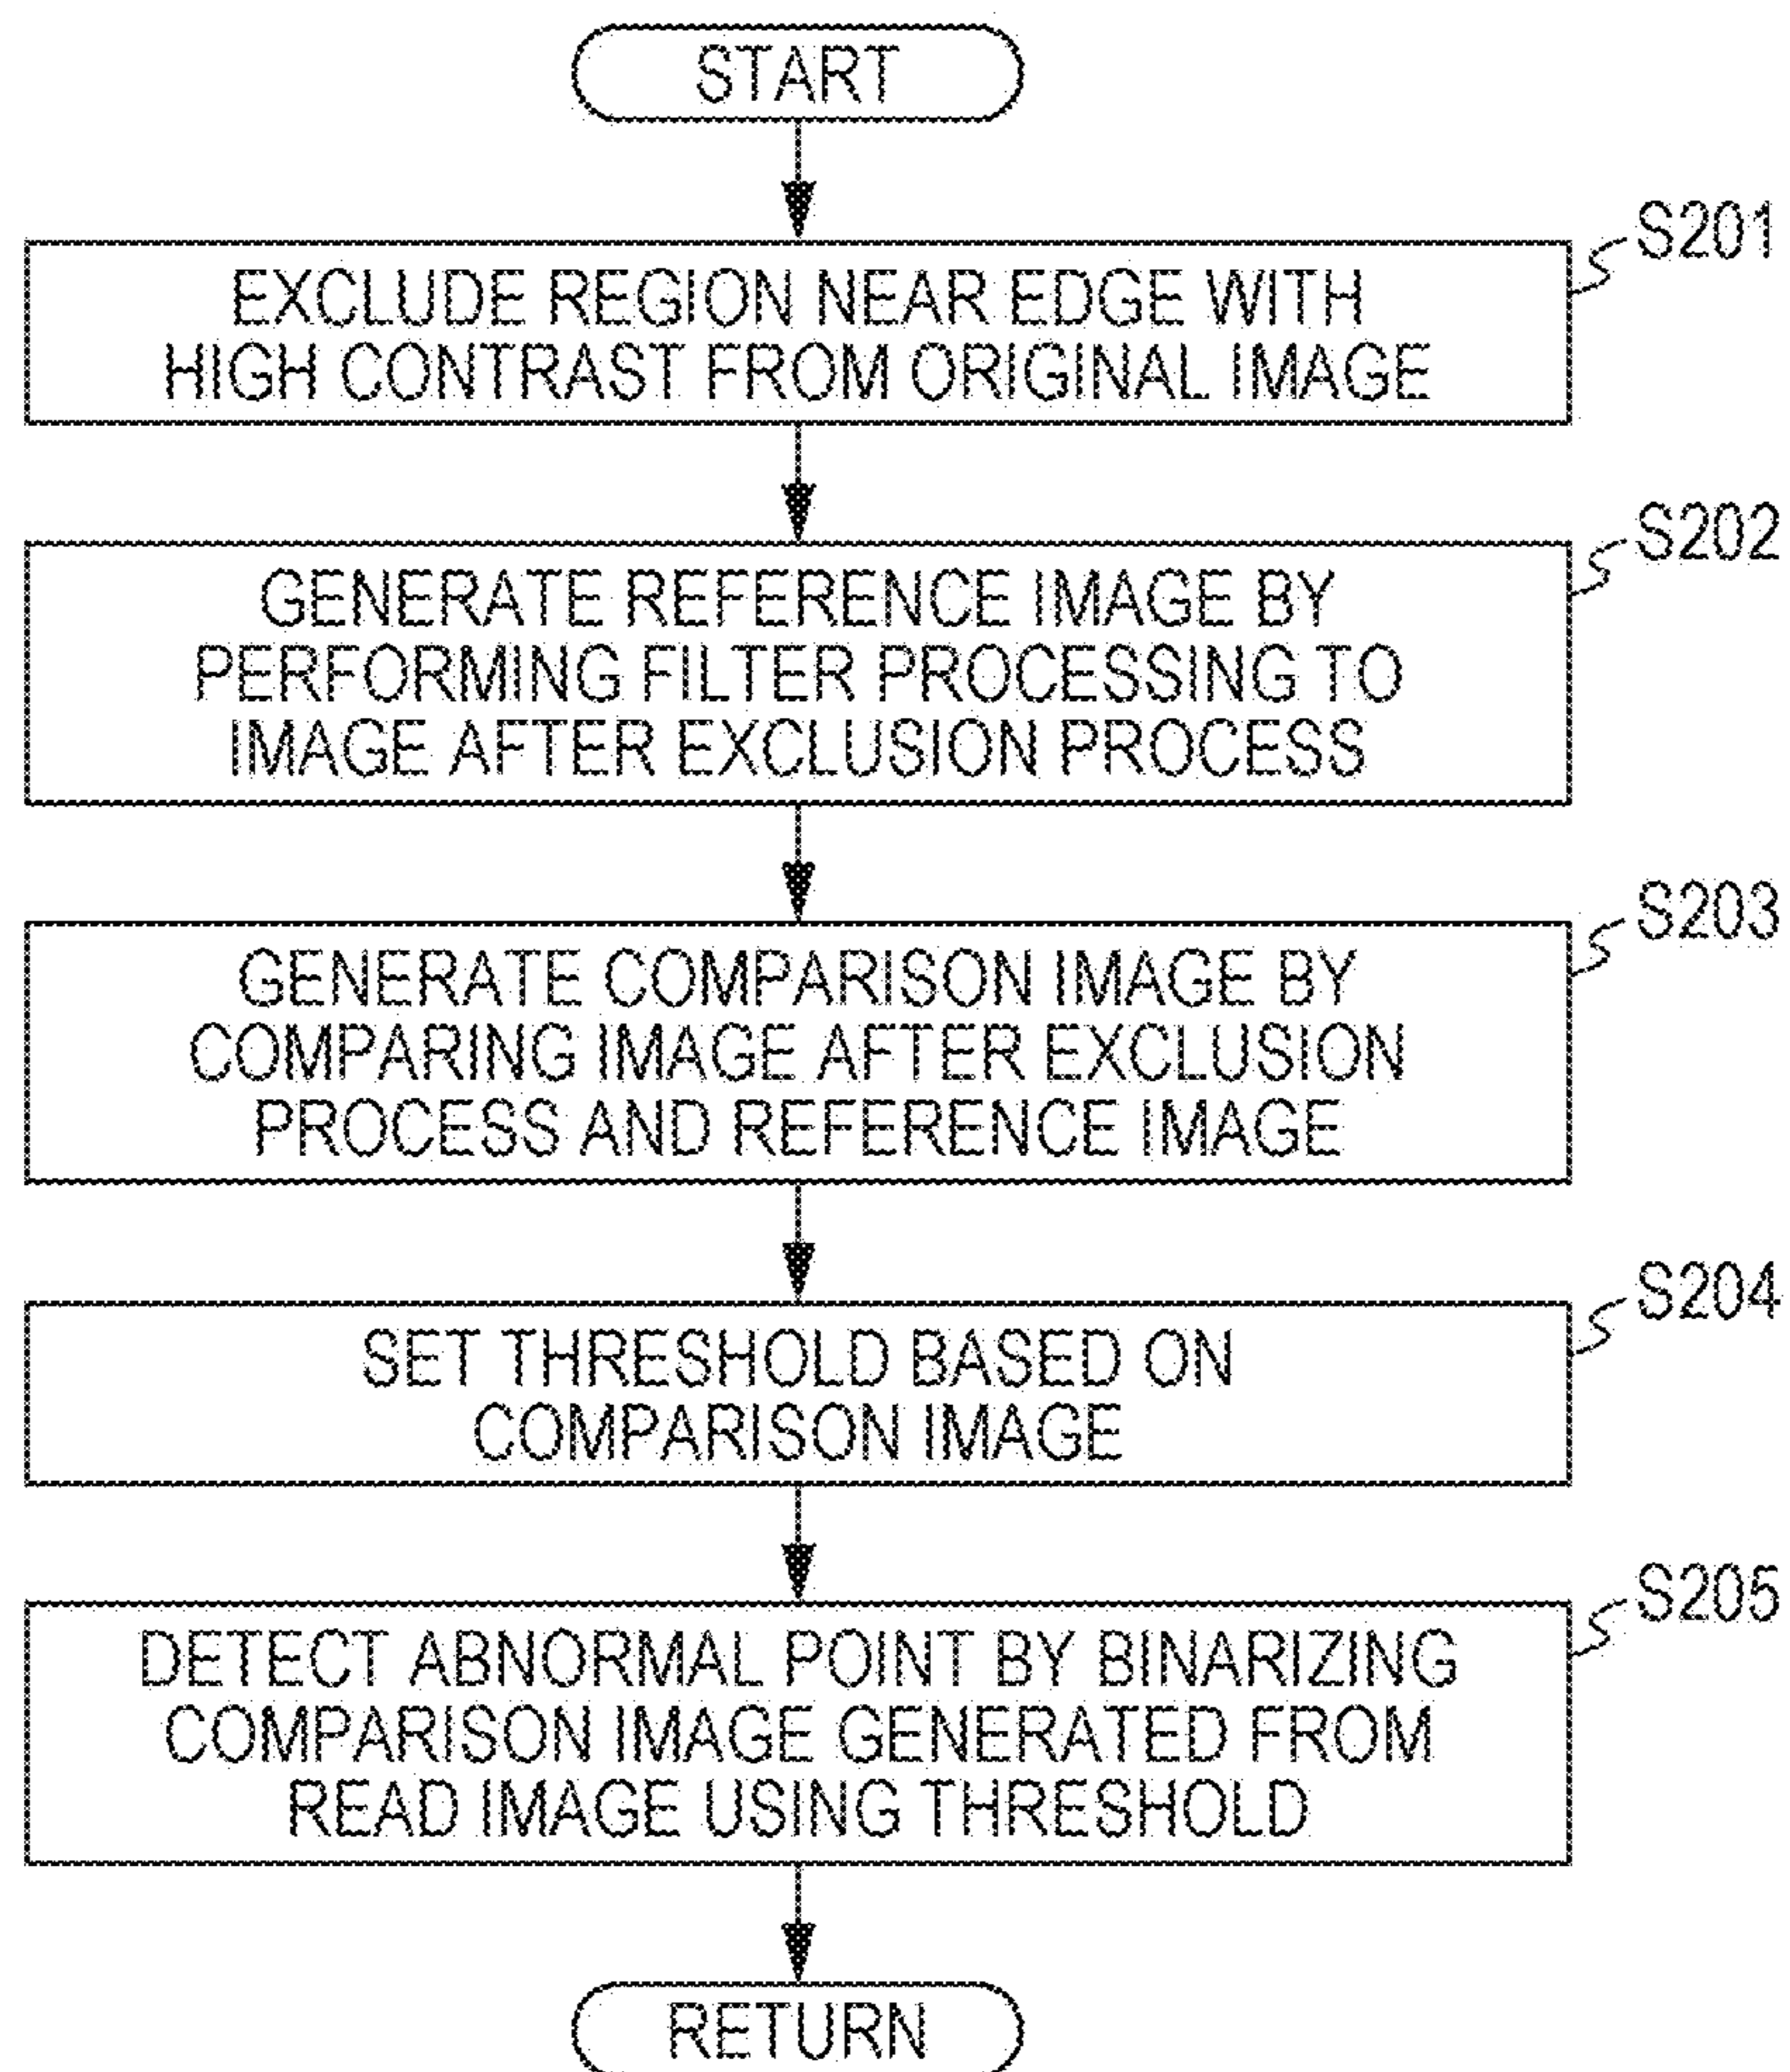 START
S201
EXCLUDE REGION NEAR EDGE WITH
HIGH CONTRAST FROM ORIGINAL IMAGE
S202
GENERATE REFERENCE IMAGE BY
PERFORMING FILTER PROCESSING TO
IMAGE AFTER EXCLUSION PROCESS
S203
GENERATE COMPARISON IMAGE BY
COMPARING IMAGE AFTER EXCLUSION
PROCESS AND REFERENCE IMAGE
S204
SET THRESHOLD BASED ON
COMPARISON IMAGE
S205
DETECT ABNORMAL POINT BY BINARIZING
COMPARISON IMAGE GENERATED FROM
READ IMAGE USING THRESHOLD
RETURN